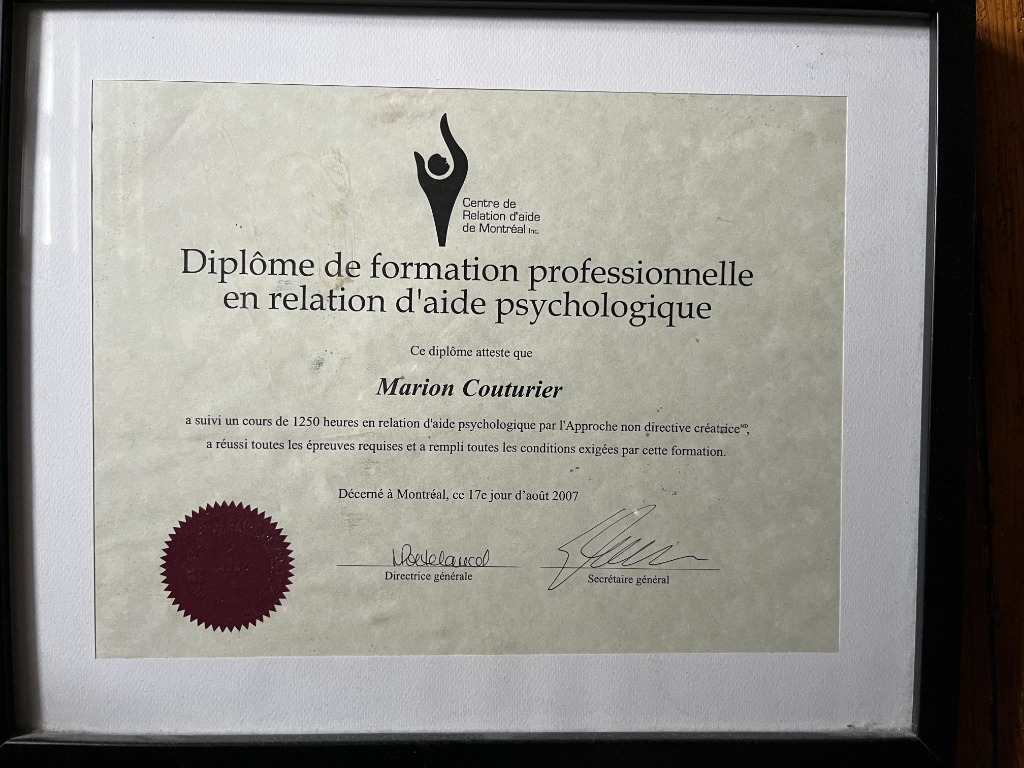 Centre de
Relation d'aide
de Montréal inc.
Diplôme de formation professionnelle
en relation d'aide psychologique
Ce diplôme atteste que
Marion Couturier
a suivi un cours de 1250 heures en relation d'aide psychologique par l'Approche non directive créatrice MD,
a réussi toutes les épreuves requises et a rempli toutes les conditions exigées par cette formation.
Décerné à Montréal, ce 17e jour d'août 2007
Directrice générale
Secrétaire général